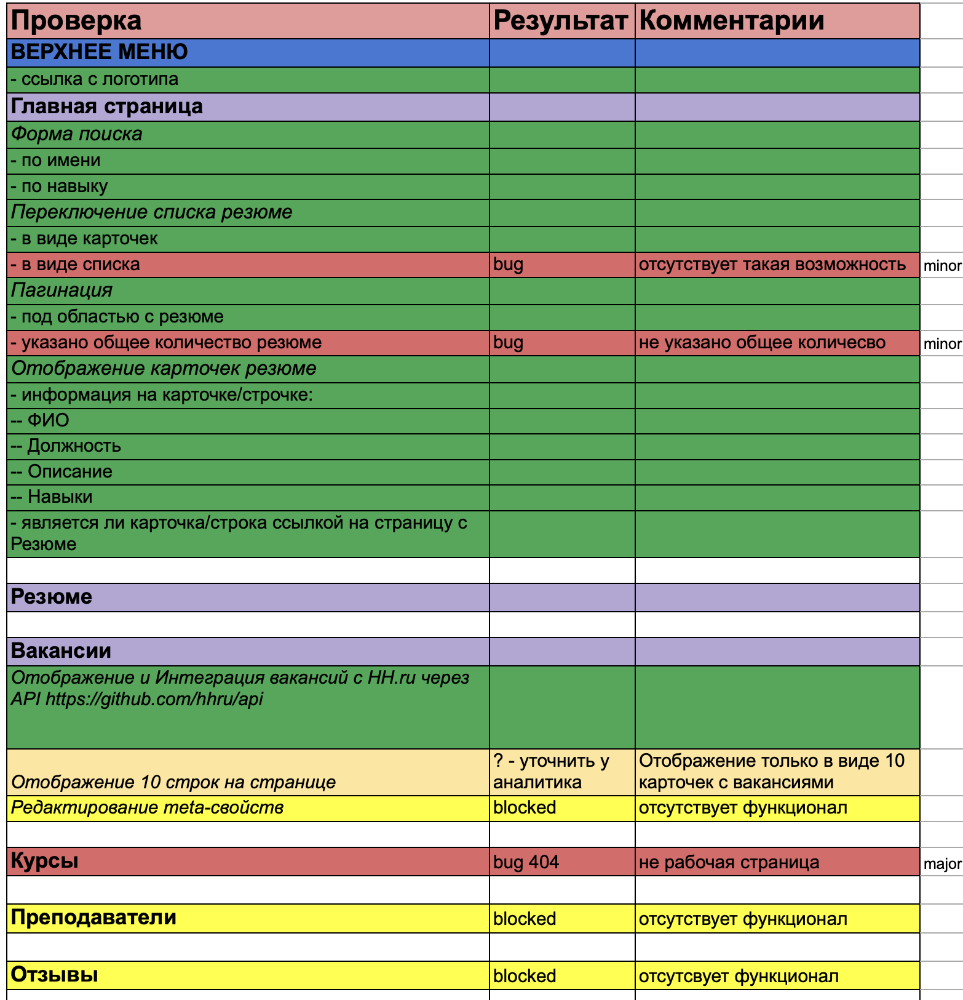 Проверка Результат Комментарии
ВЕРХНЕЕ МЕНЮ
- ссылка с логотипа
Главная страница
Форма поиска
- по имени
- по навыку
Переключение списка резюме
- в виде карточек
- в виде списка bug отсутствует такая возможность minor
Пагинация
- под областью с резюме
- указано общее количество резюме bug не указано общее количесво minor
Отображение карточек резюме
- информация на карточке/строчке:
-- ФИО
-- Должность
-- Описание
-- Навыки
- является ли карточка/строка ссылкой на страницу с
Резюме
Резюме
Вакансии
Отображение и Интеграция вакансий с HH.ru через
API https://github.com/hhru/api
? - уточнить у Отображение только в виде 10
Отображение 10 строк на странице аналитика карточек с вакансиями
Редактирование meta-свойств blocked отсутствует функционал
Курсы bug 404 не рабочая страница major
Преподаватели blocked отсутствует функционал
Отзывы blocked отсутсвует функционал